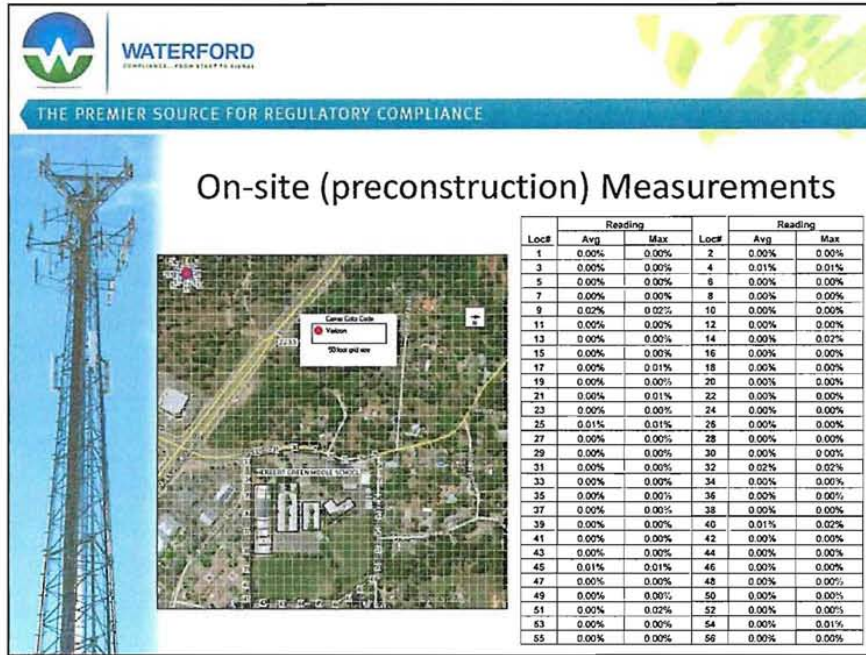 WATERFORD
COMPLIANCE...FROM START TO SIGNAL
THE PREMIER SOURCE FOR REGULATORY COMPLIANCE
On-site (preconstruction) Measurements
Carrier Color Code
Verizon
50 foot grid size
HERBERT GREEN MIDDLE SCHOOL
Reading Reading
Loc# Avg Max Loc# Avg Max
1 0.00% 0.00% 2 0.00% 0.00%
3 0.00% 0.00% 4 0.01% 0.01%
5 0.00% 0.00% 6 0.00% 0.00%
7 0.00% 0.00% 8 0.00% 0.00%
9 0.02% 0.02% 10 0.00% 0.00%
11 0.00% 0.00% 12 0.00% 0.00%
13 0.00% 0.00% 14 0.00% 0.02%
15 0.00% 0.00% 16 0.00% 0.00%
17 0.00% 0.01% 18 0.00% 0.00%
19 0.00% 0.00% 20 0.00% 0.00%
21 0.00% 0.01% 22 0.00% 0.00%
23 0.00% 0.00% 24 0.00% 0.00%
25 0.01% 0.01% 26 0.00% 0.00%
27 0.00% 0.00% 28 0.00% 0.00%
29 0.00% 0.00% 30 0.00% 0.00%
31 0.00% 0.00% 32 0.02% 0.02%
33 0.00% 0.00% 34 0.00% 0.00%
35 0.00% 0.00% 36 0.00% 0.00%
37 0.00% 0.00% 38 0.00% 0.00%
39 0.00% 0.00% 40 0.01% 0.02%
41 0.00% 0.00% 42 0.00% 0.00%
43 0.00% 0.00% 44 0.00% 0.00%
45 0.01% 0.01% 46 0.00% 0.00%
47 0.00% 0.00% 48 0.00% 0.00%
49 0.00% 0.00% 50 0.00% 0.00%
51 0.00% 0.02% 52 0.00% 0.00%
53 0.00% 0.00% 54 0.00% 0.01%
55 0.00% 0.00% 56 0.00% 0.00%